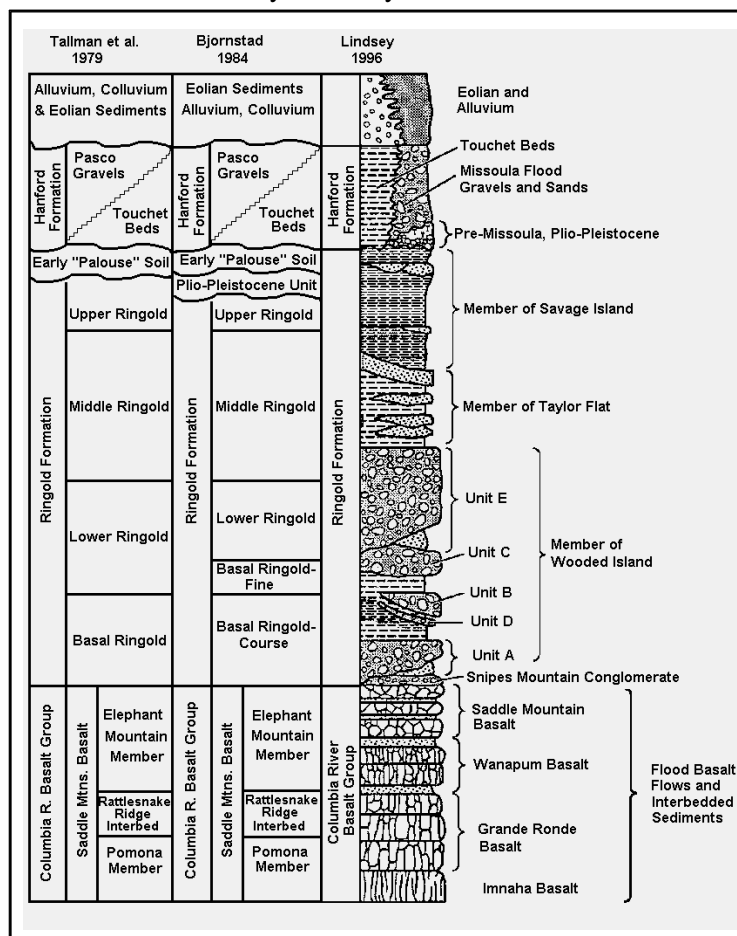 Tallman et al.
1979
Bjornstad
1984
Lindsey
1996
Alluvium, Colluvium
& Eolian Sediments
Eolian Sediments
Alluvium, Colluvium
Eolian and
Alluvium
Hanford
Formation
Pasco
Gravels
Touchet
Beds
Hanford
Formation
Pasco
Gravels
Touchet
Beds
Hanford
Formation
Touchet Beds
Missoula Flood
Gravels and Sands
Pre-Missoula, Plio-Pleistocene
Early "Palouse" Soil
Early "Palouse" Soil
Plio-Pleistocene Unit
Ringold Formation
Upper Ringold
Middle Ringold
Lower Ringold
Basal Ringold
Ringold Formation
Upper Ringold
Middle Ringold
Lower Ringold
Basal Ringold-
Fine
Basal Ringold-
Course
Ringold Formation
Member of Savage Island
Member of Taylor Flat
Unit E
Unit C
Unit B
Unit D
Unit A
Member of
Wooded Island
Snipes Mountain Conglomerate
Columbia R. Basalt Group
Saddle Mtns. Basalt
Elephant
Mountain
Member
Rattlesnake
Ridge
Interbed
Pomona
Member
Columbia R. Basalt Group
Saddle Mtns. Basalt
Elephant
Mountain
Member
Rattlesnake
Ridge
Interbed
Pomona
Member
Columbia River
Basalt Group
Saddle Mountain
Basalt
Wanapum Basalt
Grande Ronde
Basalt
Imnaha Basalt
Flood Basalt
Flows and
Interbedded
Sediments